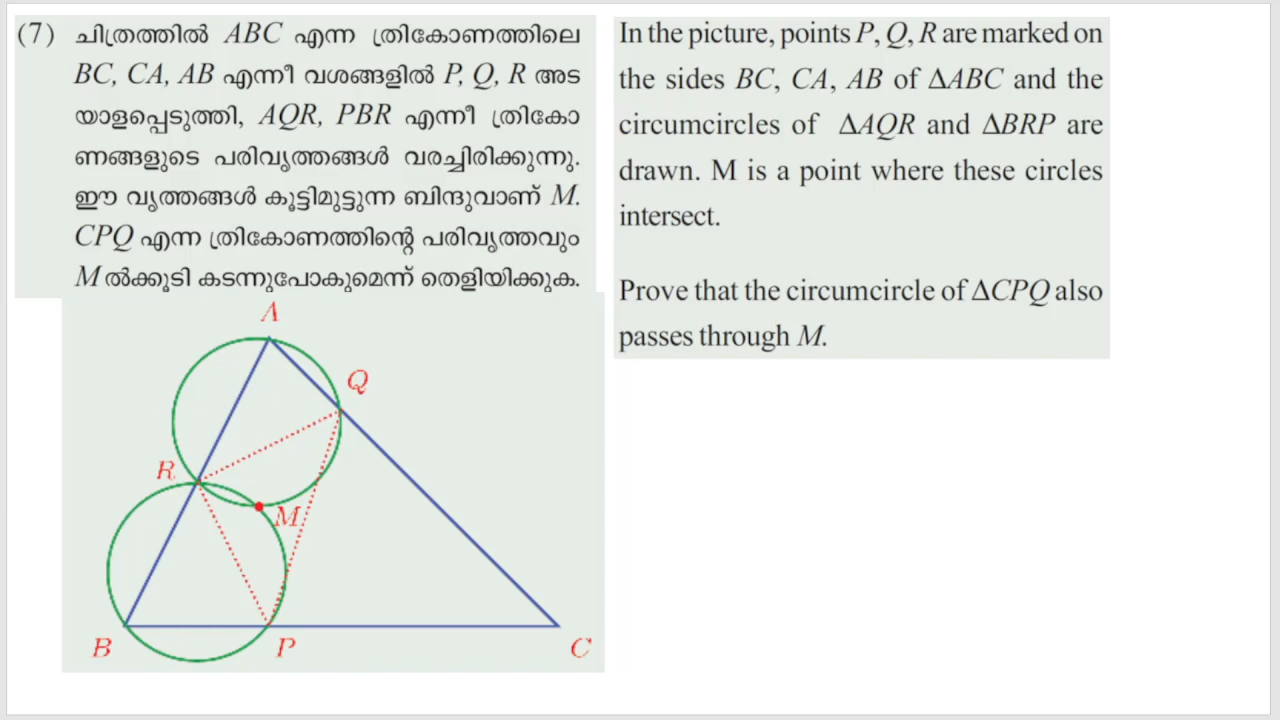 (7) ചിത്രത്തിൽ ABC എന്ന ത്രികോണത്തിലെ
BC, CA, AB എന്നീ വശങ്ങളിൽ P, Q, R അട
യാളപ്പെടുത്തി, AQR, PBR എന്നീ ത്രികോ
ണങ്ങളുടെ പരിവൃത്തങ്ങൾ വരച്ചിരിക്കുന്നു.
ഈ വൃത്തങ്ങൾ കൂട്ടിമുട്ടുന്ന ബിന്ദുവാണ് M.
CPQ എന്ന ത്രികോണത്തിന്റെ പരിവൃത്തവും
M ൽക്കൂടി കടന്നുപോകുമെന്ന് തെളിയിക്കുക.
A
Q
R
M
B
P
C
In the picture, points P, Q, R are marked on
the sides BC, CA, AB of ΔABC and the
circumcircles of ΔAQR and ΔBRP are
drawn. M is a point where these circles
intersect.
Prove that the circumcircle of ΔCPQ also
passes through M.